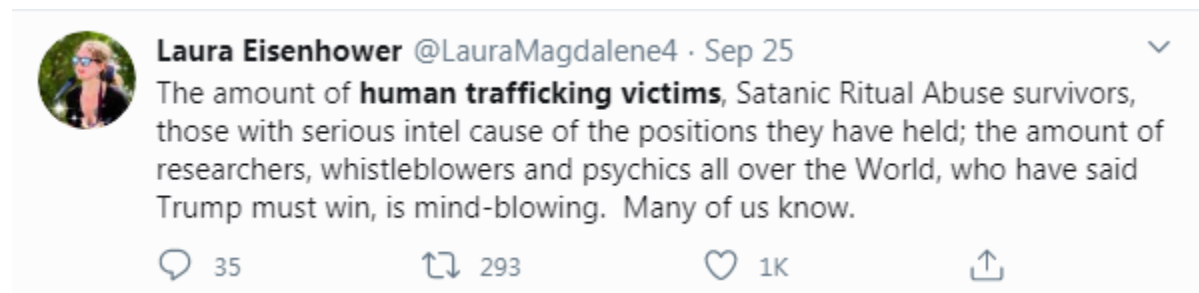 Laura Eisenhower @LauraMagdalene4 · Sep 25
The amount of human trafficking victims, Satanic Ritual Abuse survivors,
those with serious intel cause of the positions they have held; the amount of
researchers, whistleblowers and psychics all over the World, who have said
Trump must win, is mind-blowing.  Many of us know.
35 293 1K